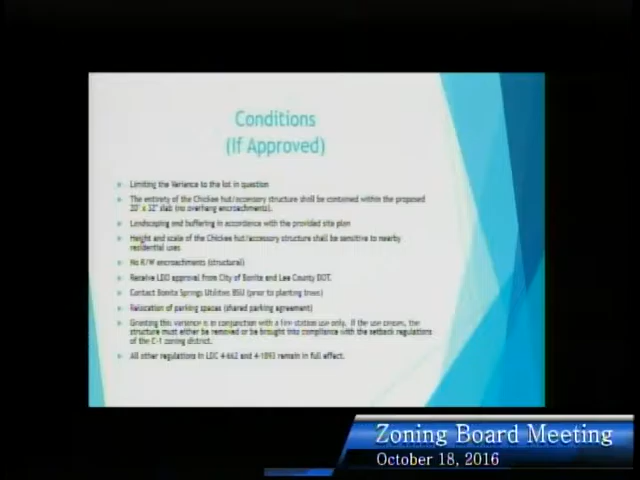 Conditions
(If Approved)
Limiting the Variance to the lot in question
The entirety of the Chickee hut/accessory structure shall be contained within the proposed
20' x 32' slab (no overhang encroachments).
Landscaping and buffering in accordance with the provided site plan
Height and scale of the Chickee hut/accessory structure shall be sensitive to nearby
residential uses
No R/W encroachments (structural)
Receive LDO approval from City of Bonita and Lee County DOT.
Contact Bonita Springs Utilities BSU (prior to planting trees)
Relocation of parking spaces (shared parking agreement)
Granting this variance is in conjunction with a fire station use only. If the use ceases, the
structure must either be removed or be brought into compliance with the setback regulations
of the C-1 zoning district.
All other regulations in LDC 4-662 and 4-1893 remain in full effect.
Zoning Board Meeting
October 18, 2016